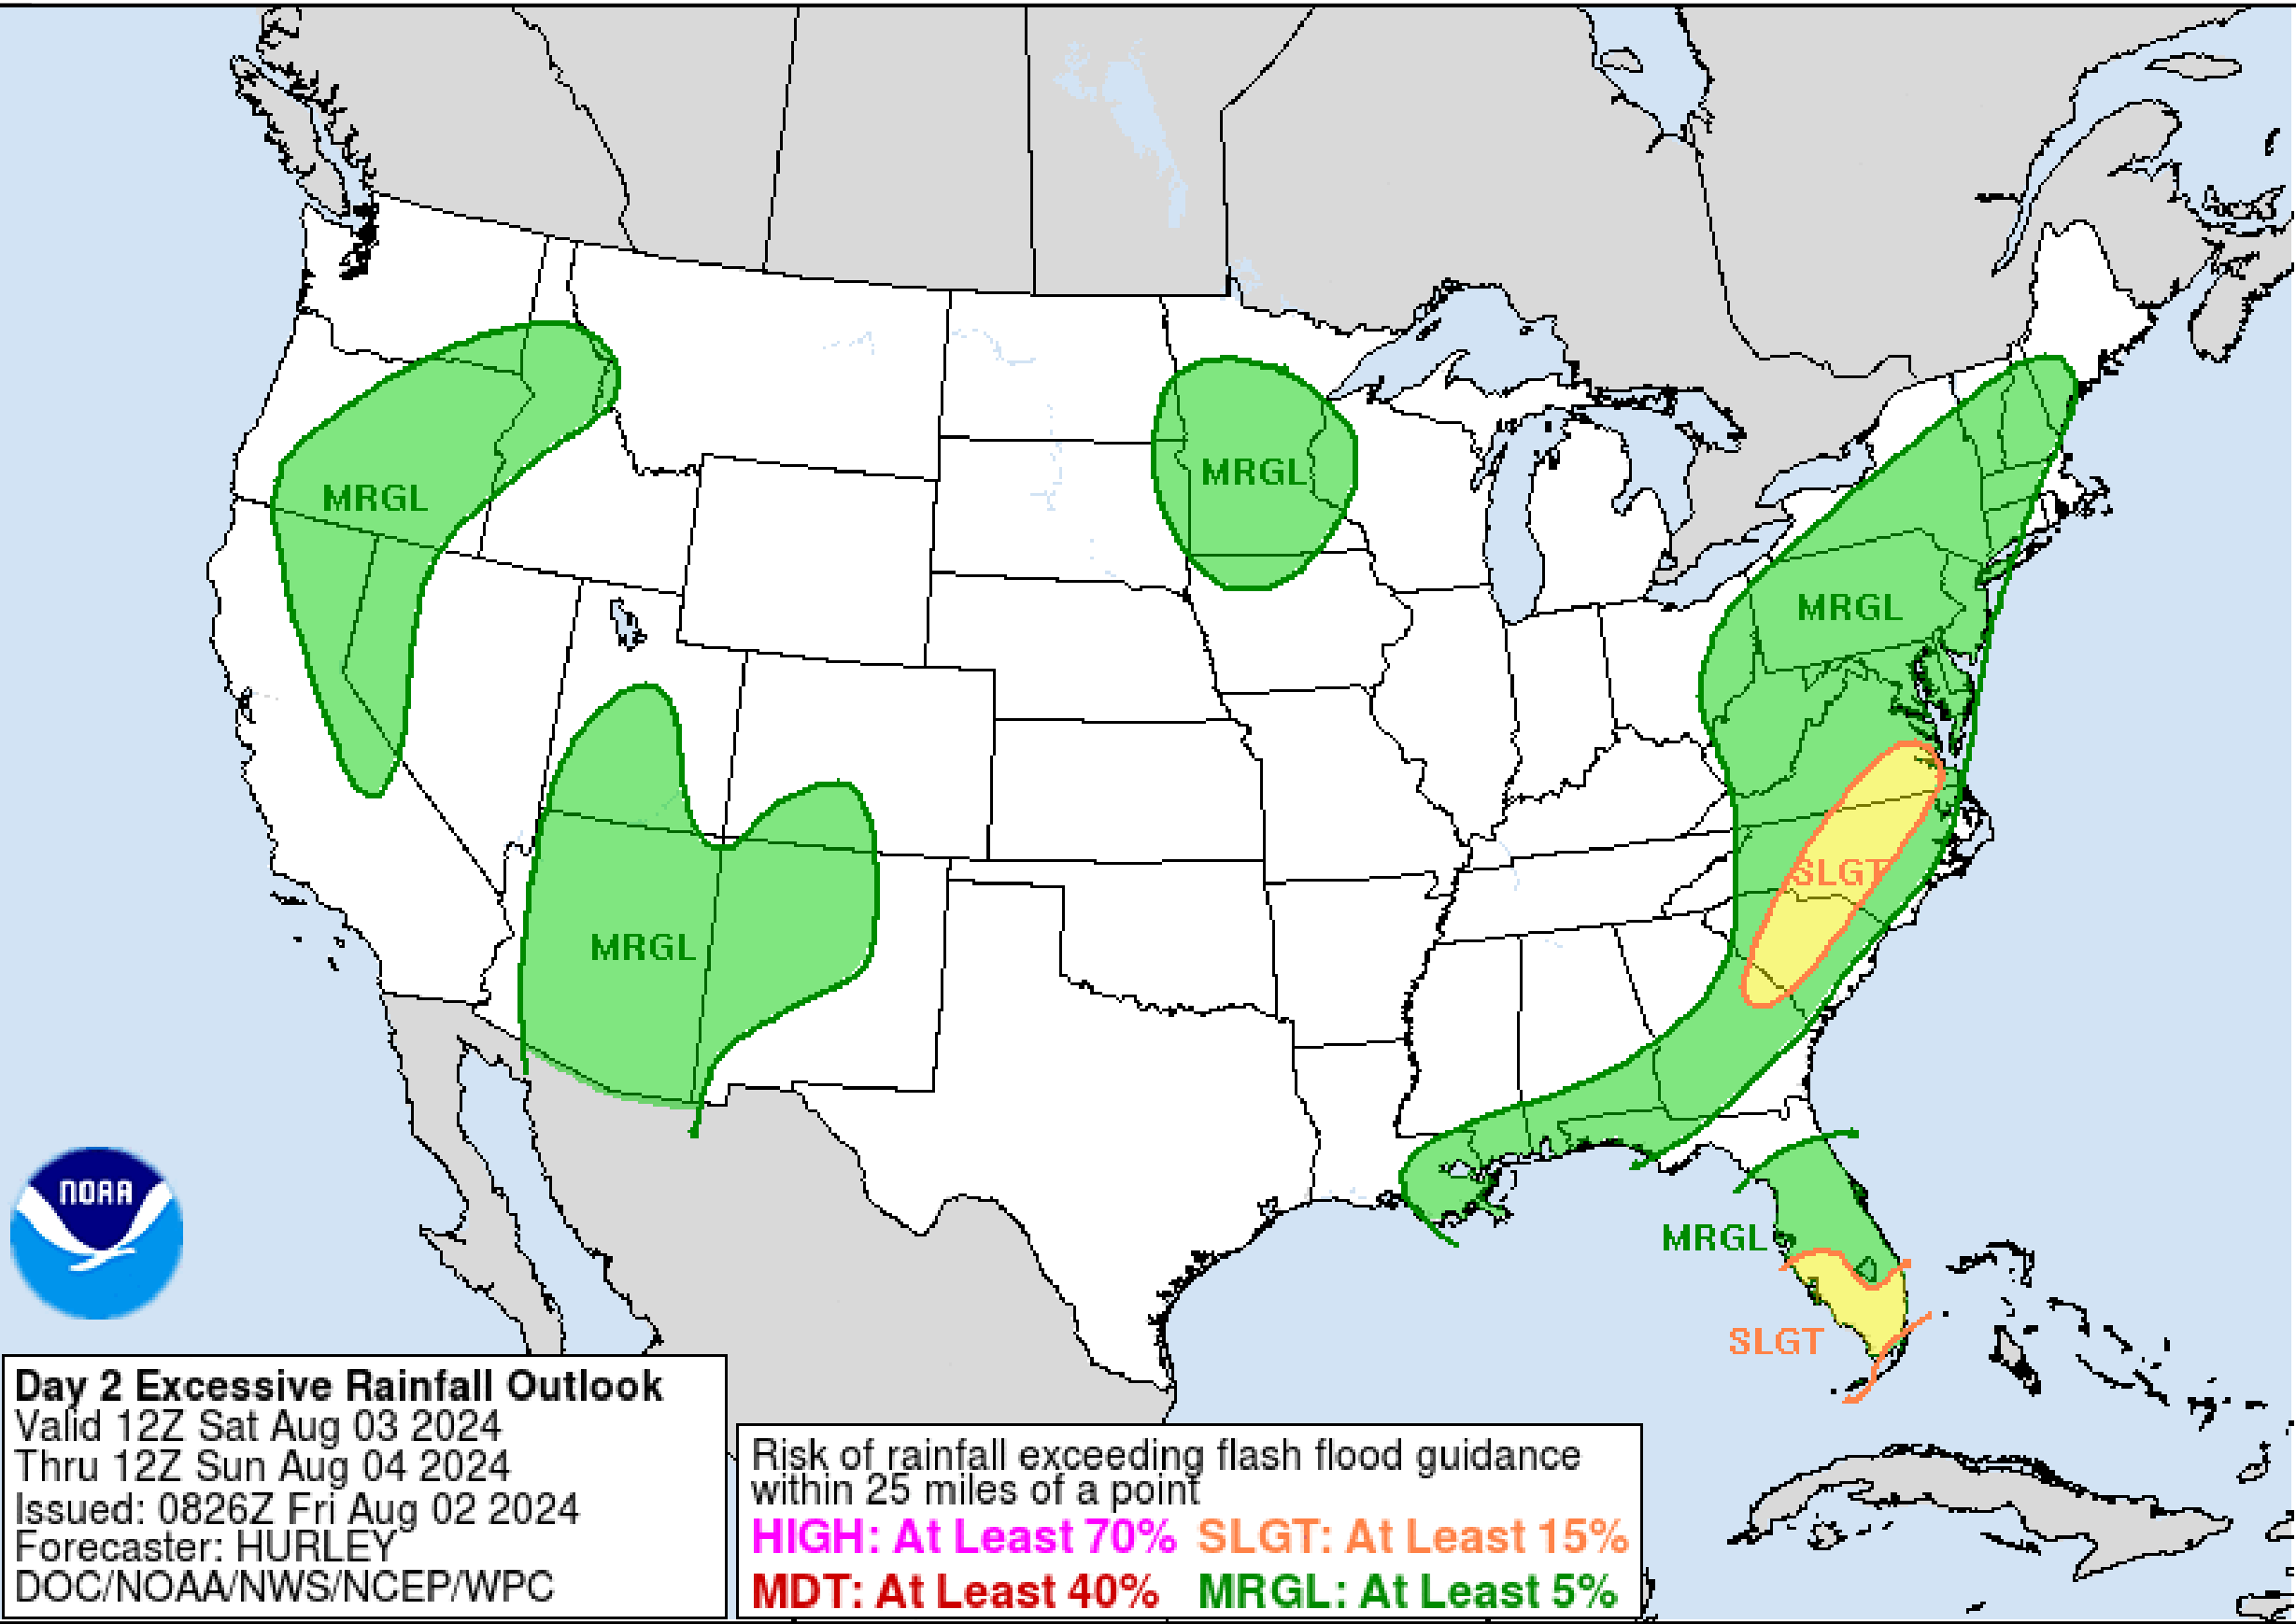 MRGL
MRGL
MRGL
MRGL
SLGT
MRGL
SLGT
NOAA
Day 2 Excessive Rainfall Outlook
Valid 12Z Sat Aug 03 2024
Thru 12Z Sun Aug 04 2024
Issued: 0826Z Fri Aug 02 2024
Forecaster: HURLEY
DOC/NOAA/NWS/NCEP/WPC
Risk of rainfall exceeding flash flood guidance
within 25 miles of a point
HIGH: At Least 70% SLGT: At Least 15%
MDT: At Least 40% MRGL: At Least 5%